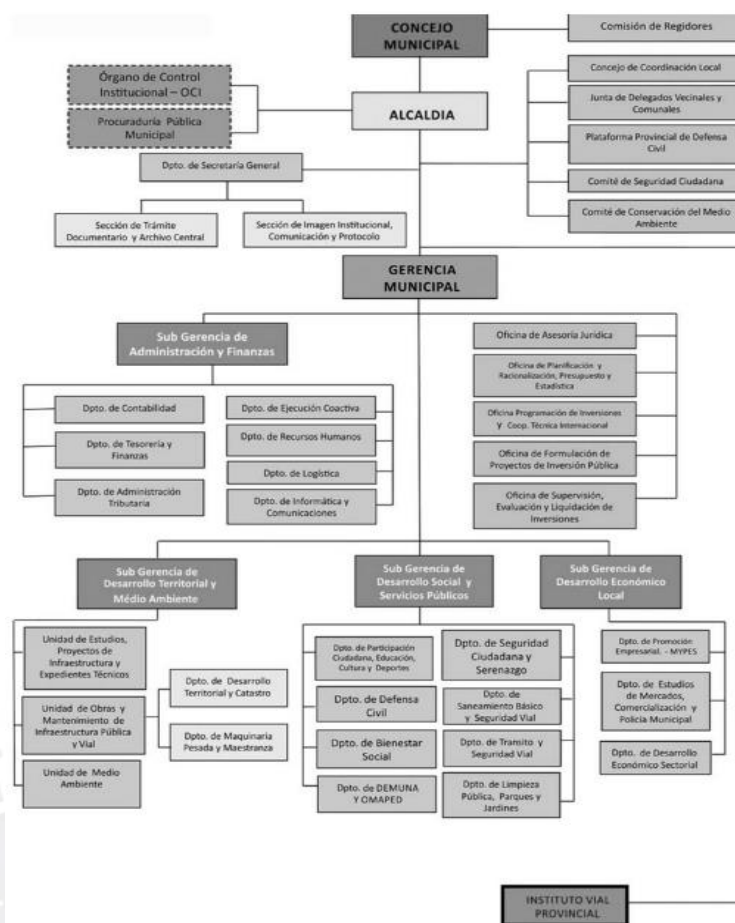 CONCEJO
MUNICIPAL
Comisión de Regidores
Órgano de Control
Institucional – OCI
Procuraduría Pública
Municipal
ALCALDIA
Concejo de Coordinación Local
Junta de Delegados Vecinales y
Comunales
Plataforma Provincial de Defensa
Civil
Comité de Seguridad Ciudadana
Comité de Conservación del Medio
Ambiente
Dpto. de Secretaría General
Sección de Trámite
Documentario y Archivo Central
Sección de Imagen Institucional,
Comunicación y Protocolo
GERENCIA
MUNICIPAL
Sub Gerencia de
Administración y Finanzas
Dpto. de Contabilidad
Dpto. de Tesorería y
Finanzas
Dpto. de Administración
Tributaria
Dpto. de Ejecución Coactiva
Dpto. de Recursos Humanos
Dpto. de Logística
Dpto. de Informática y
Comunicaciones
Oficina de Asesoría Jurídica
Oficina de Planificación y
Racionalización, Presupuesto y
Estadística
Oficina Programación de Inversiones
y Coop. Técnica Internacional
Oficina de Formulación de
Proyectos de Inversión Pública
Oficina de Supervisión,
Evaluación y Liquidación de
Inversiones
Sub Gerencia de
Desarrollo Territorial y
Médio Ambiente
Unidad de Estudios,
Proyectos de
Infraestructura y
Expedientes Técnicos
Unidad de Obras y
Mantenimiento de
Infraestructura Pública
y Vial
Unidad de Medio
Ambiente
Dpto. de Desarrollo
Territorial y Catastro
Dpto. de Maquinaria
Pesada y Maestranza
Sub Gerencia de
Desarrollo Social y
Servicios Públicos
Dpto. de Participación
Ciudadana, Educación,
Cultura y Deportes
Dpto. de Defensa
Civil
Dpto. de Bienestar
Social
Dpto. de DEMUNA
Y OMAPED
Dpto. de Seguridad
Ciudadana y
Serenazgo
Dpto. de
Saneamiento Básico
y Seguridad Vial
Dpto. de Transito y
Seguridad Vial
Dpto. de Limpieza
Pública, Parques y
Jardines
Sub Gerencia de
Desarrollo Económico
Local
Dpto. de Promoción
Empresarial. - MYPES
Dpto. de Estudios
de Mercados,
Comercialización y
Policía Municipal
Dpto. de Desarrollo
Económico Sectorial
INSTITUTO VIAL
PROVINCIAL